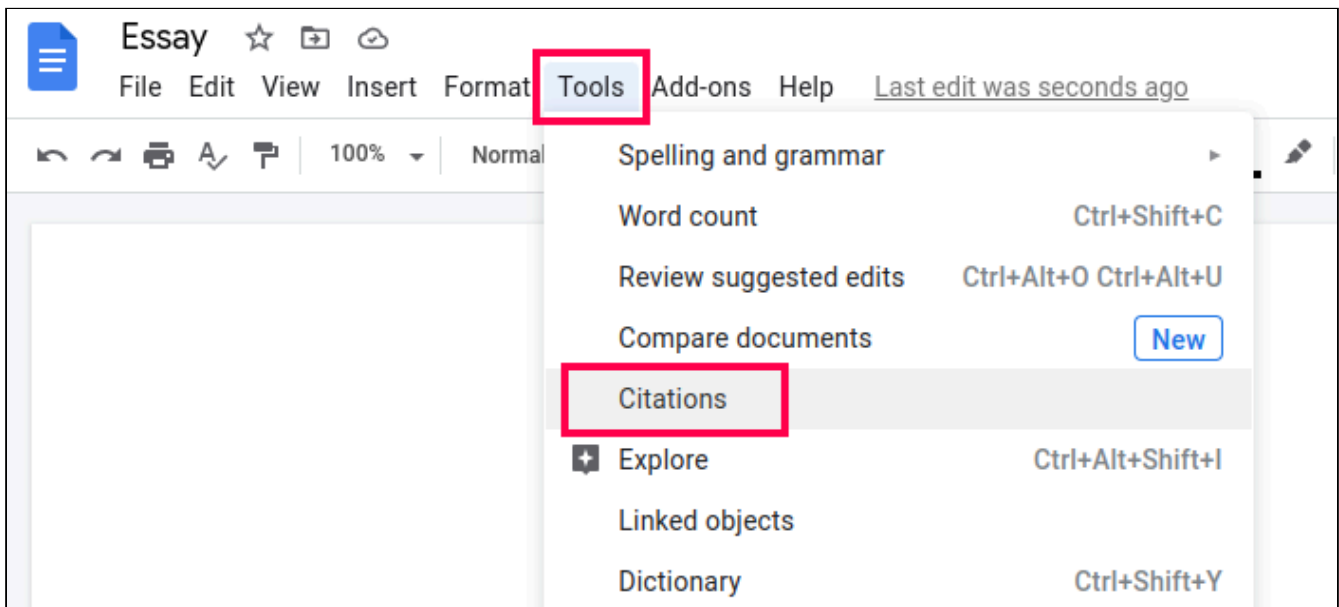 Essay
File Edit View Insert Format Tools Add-ons Help Last edit was seconds ago
100% Normal
Spelling and grammar
Word count Ctrl+Shift+C
Review suggested edits Ctrl+Alt+O Ctrl+Alt+U
Compare documents New
Citations
Explore Ctrl+Alt+Shift+I
Linked objects
Dictionary Ctrl+Shift+Y